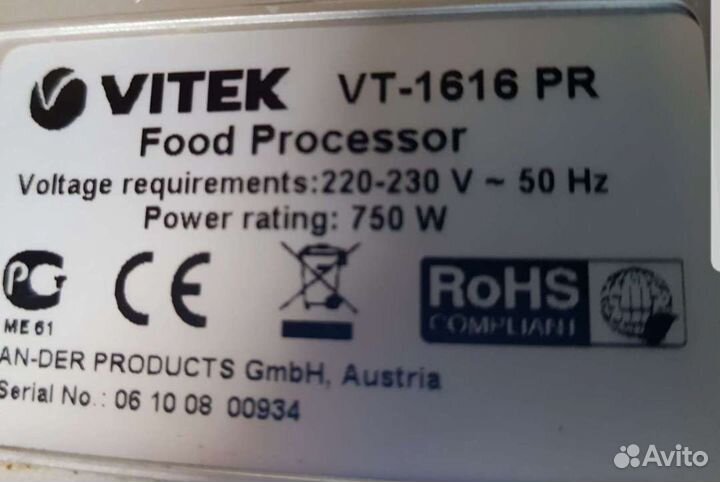 VITEK VT-1616 PR
Food Processor
Voltage requirements:220-230 V ~ 50 Hz
Power rating: 750 W
РСТ
ME 61
CE
RoHS
COMPLIANT
AN-DER PRODUCTS GmbH, Austria
Serial No.: 06 10 08 00934
Avito